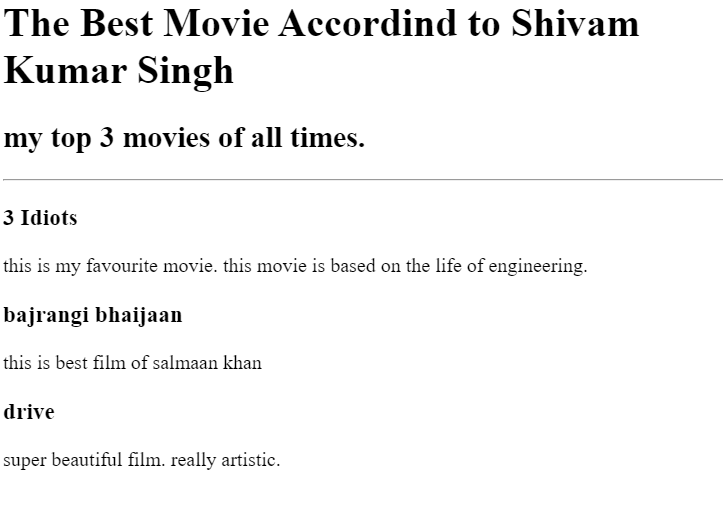 The Best Movie Accordind to Shivam
Kumar Singh
my top 3 movies of all times.
3 Idiots
this is my favourite movie. this movie is based on the life of engineering.
bajrangi bhaijaan
this is best film of salmaan khan
drive
super beautiful film. really artistic.